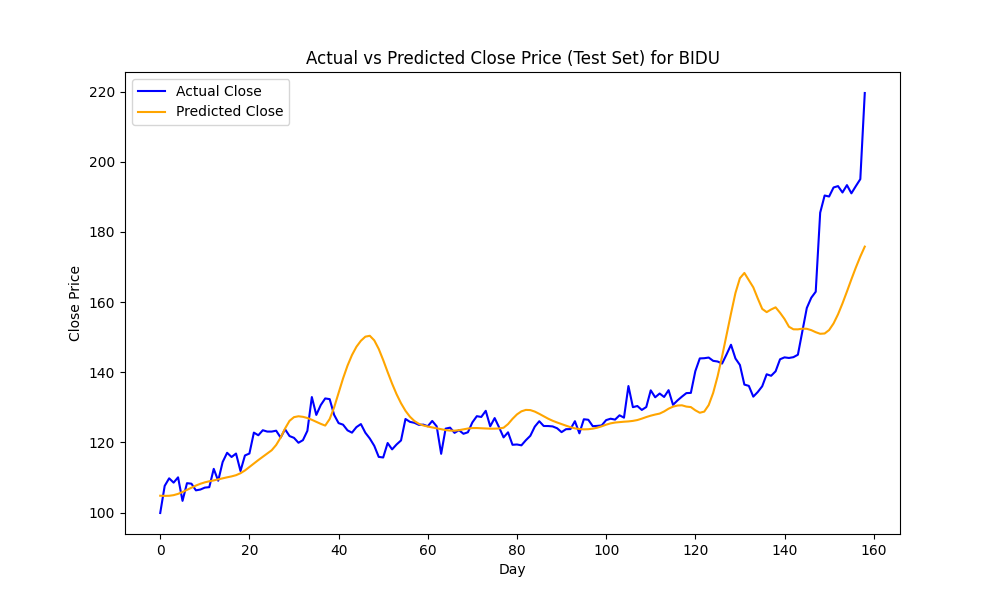 Actual vs Predicted Close Price (Test Set) for BIDU
Actual Close
Predicted Close
220
200
180
160
140
120
100
Close Price
0 20 40 60 80 100 120 140 160
Day